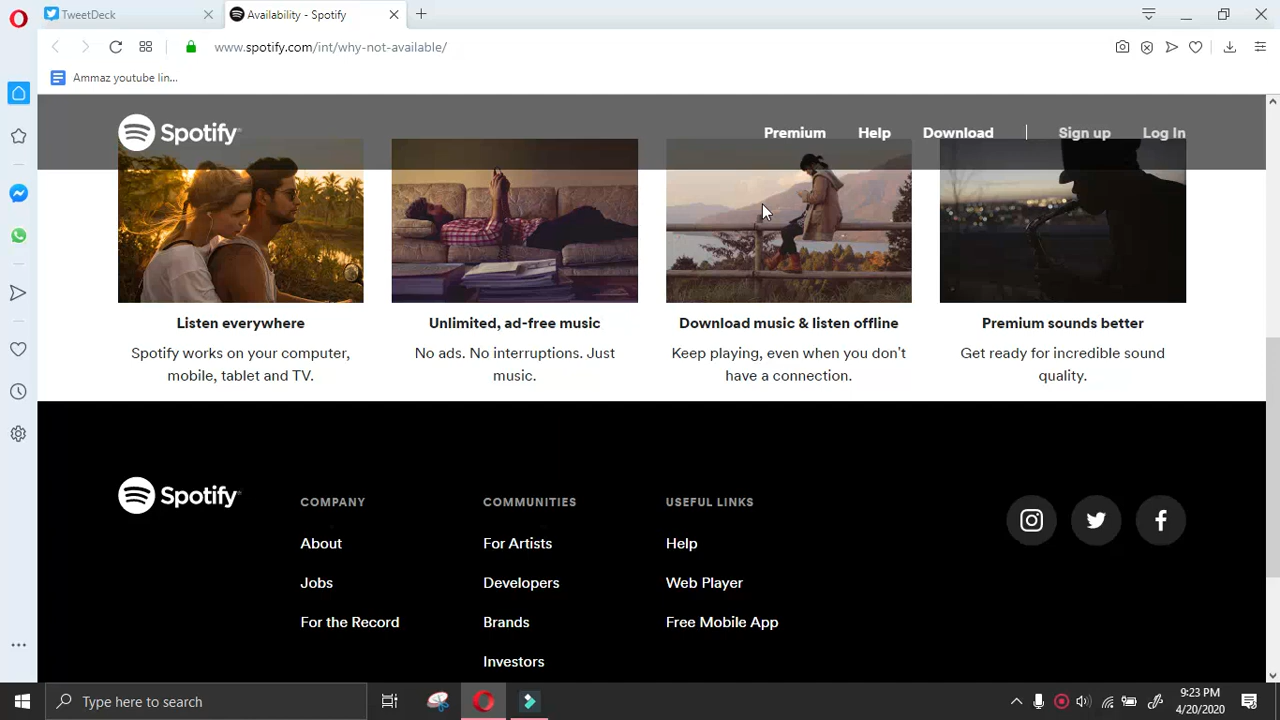 TweetDeck
Availability - Spotify
www.spotify.com/int/why-not-available/
Ammaz youtube lin...
Spotify
Premium
Help
Download
Sign up
Log In
Listen everywhere
Spotify works on your computer,
mobile, tablet and TV.
Unlimited, ad-free music
No ads. No interruptions. Just
music.
Download music & listen offline
Keep playing, even when you don't
have a connection.
Premium sounds better
Get ready for incredible sound
quality.
Spotify
COMPANY
About
Jobs
For the Record
COMMUNITIES
For Artists
Developers
Brands
Investors
USEFUL LINKS
Help
Web Player
Free Mobile App
Type here to search
9:23 PM
4/20/2020